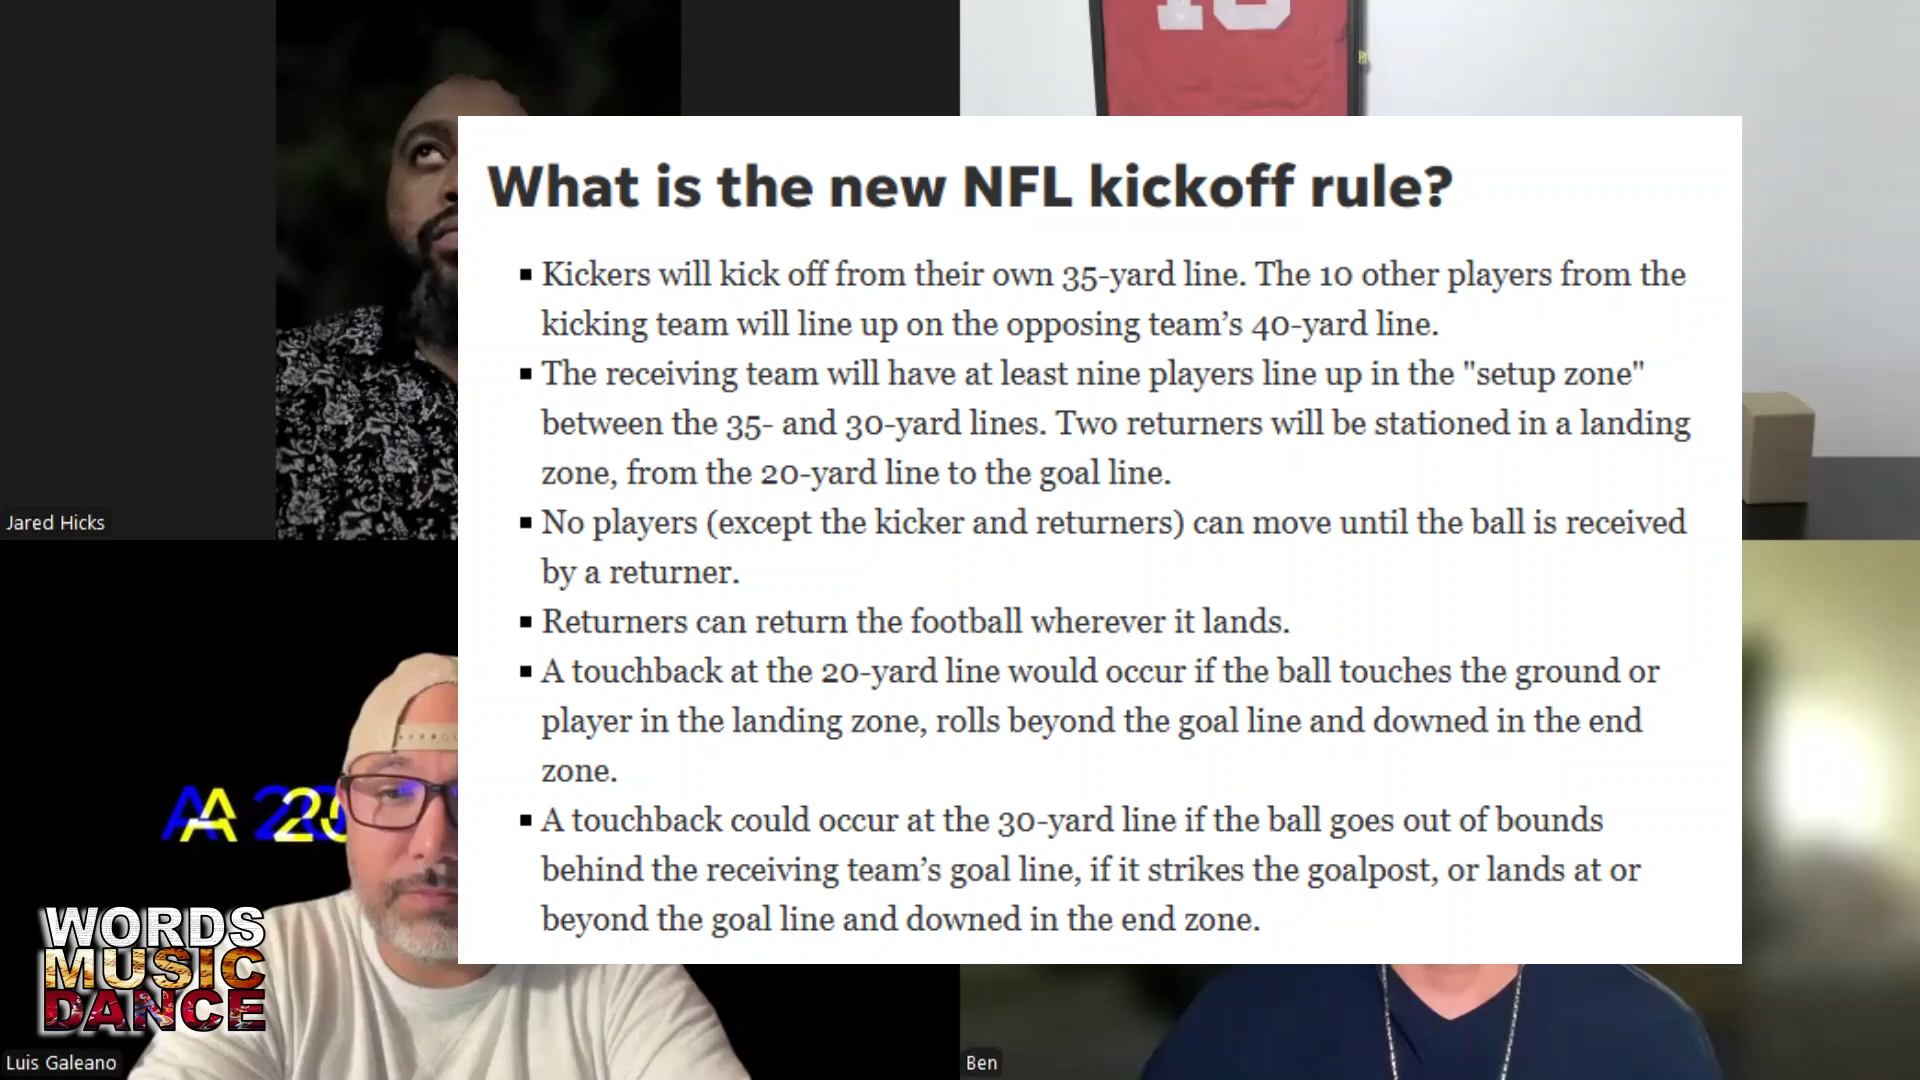 What is the new NFL kickoff rule?
▪ Kickers will kick off from their own 35-yard line. The 10 other players from the
kicking team will line up on the opposing team’s 40-yard line.
▪ The receiving team will have at least nine players line up in the "setup zone"
between the 35- and 30-yard lines. Two returners will be stationed in a landing
zone, from the 20-yard line to the goal line.
▪ No players (except the kicker and returners) can move until the ball is received
by a returner.
▪ Returners can return the football wherever it lands.
▪ A touchback at the 20-yard line would occur if the ball touches the ground or
player in the landing zone, rolls beyond the goal line and downed in the end
zone.
▪ A touchback could occur at the 30-yard line if the ball goes out of bounds
behind the receiving team’s goal line, if it strikes the goalpost, or lands at or
beyond the goal line and downed in the end zone.
Jared Hicks
WORDS
MUSIC
DANCE
Luis Galeano
Ben